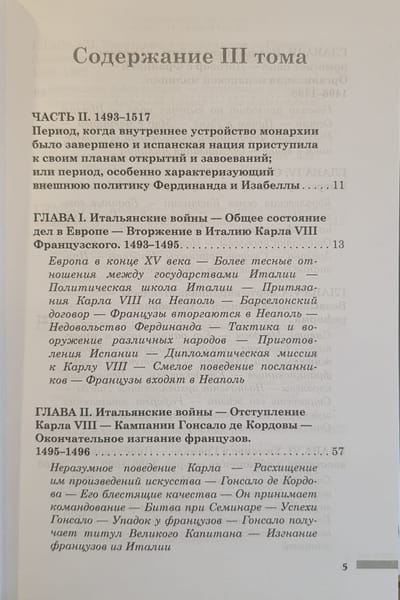 Содержание III тома
ЧАСТЬ II. 1493–1517
Период, когда внутреннее устройство монархии
было завершено и испанская нация приступила
к своим планам открытий и завоеваний;
или период, особенно характеризующий
внешнюю политику Фердинанда и Изабеллы ..... 11
ГЛАВА I. Итальянские войны — Общее состояние
дел в Европе — Вторжение в Италию Карла VIII
Французского. 1493–1495. ........................ 13
Европа в конце XV века — Более тесные от-
ношения между государствами Италии —
Политическая школа Италии — Притяза-
ния Карла VIII на Неаполь — Барселонский
договор — Французы вторгаются в Неаполь —
Недовольство Фердинанда — Тактика и во-
оружение различных народов — Приготов-
ления Испании — Дипломатическая миссия
к Карлу VIII — Смелое поведение посланни-
ков — Французы входят в Неаполь
ГЛАВА II. Итальянские войны — Отступление
Карла VIII — Кампании Гонсало де Кордовы —
Окончательное изгнание французов.
1495–1496 ........................................ 57
Неразумное поведение Карла — Расхищение
им произведений искусства — Гонсало де Кордо-
ва — Его блестящие качества — Он принимает
командование — Битва при Семинаре — Успехи
Гонсало — Упадок у французов — Гонсало полу-
чает титул Великого Капитана — Изгнание
французов из Италии
5